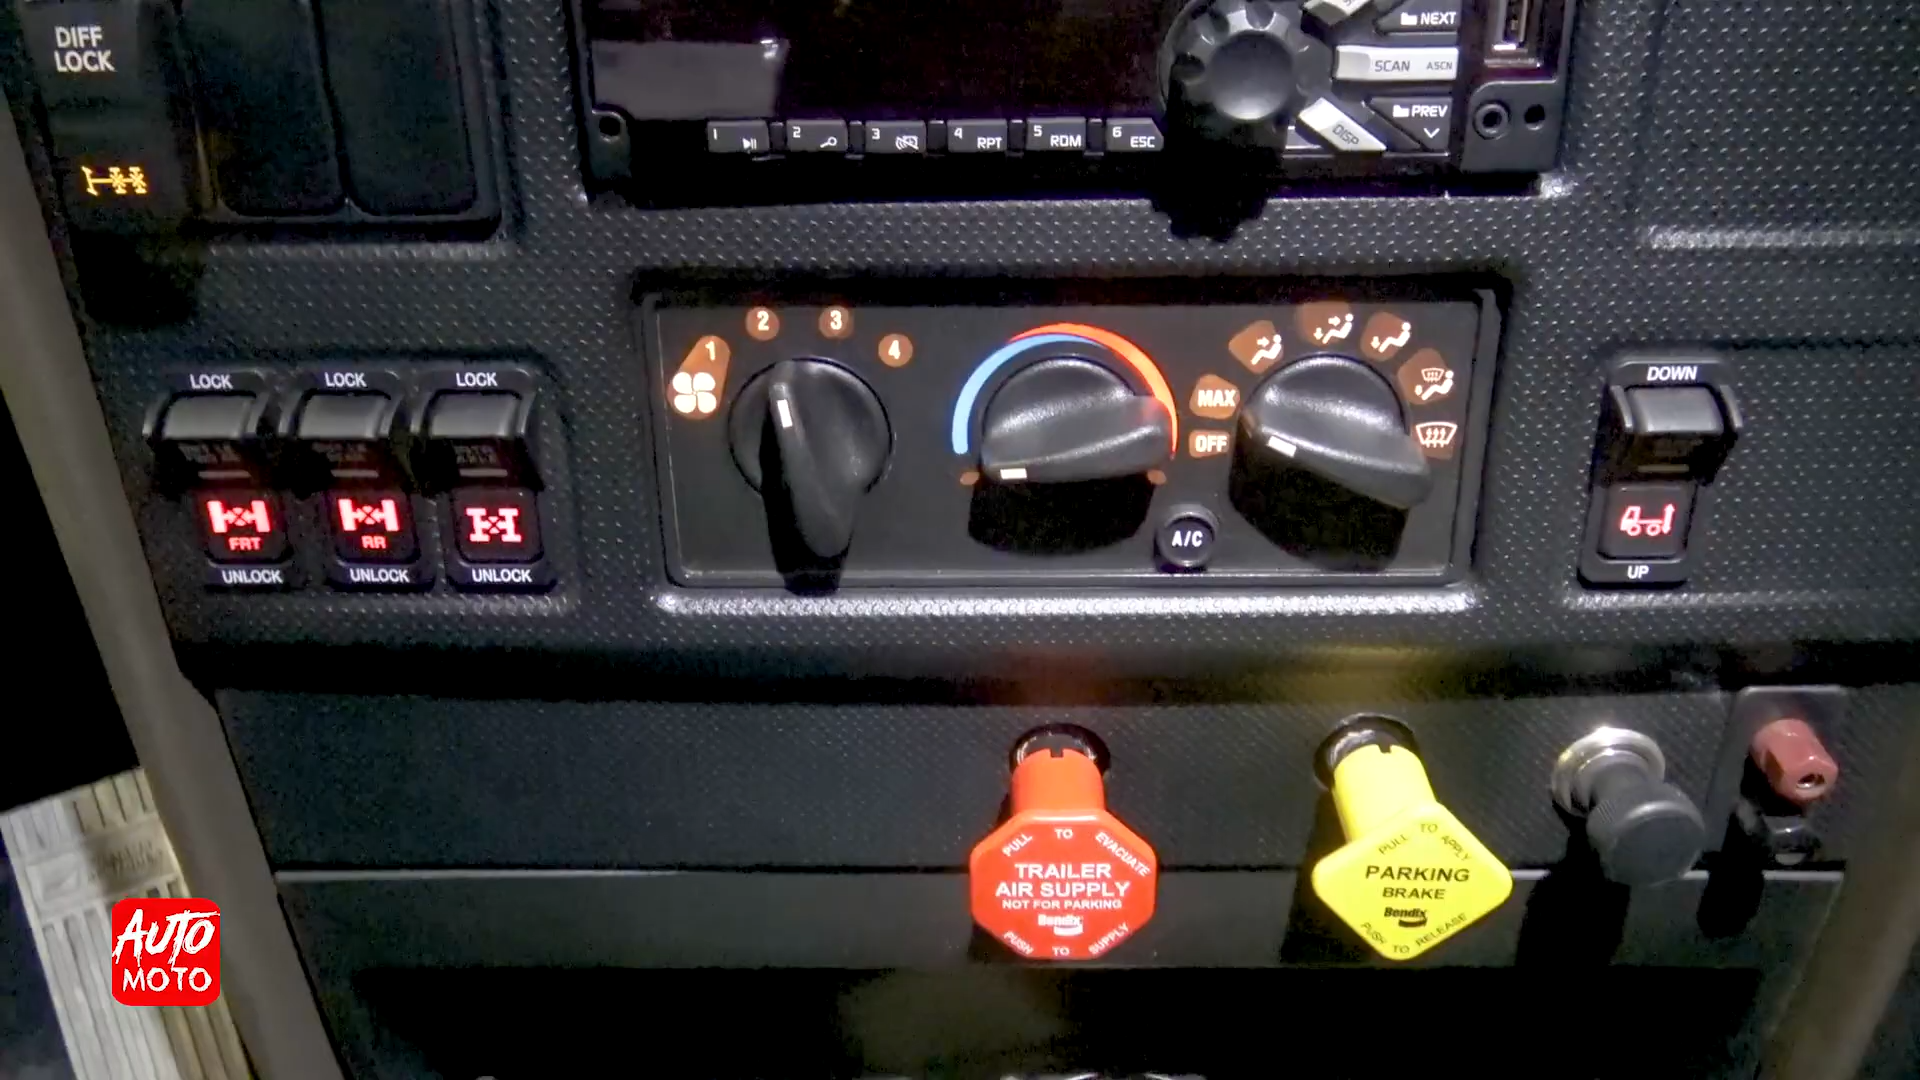 DIFF
LOCK
NEXT
SCAN ASCN
PREV
DISP
1
2
3
4 RPT
5 RDM
6 ESC
1
2
3
4
MAX
OFF
A/C
LOCK
LOCK
LOCK
FRT
RR
UNLOCK
UNLOCK
UNLOCK
DOWN
UP
PULL TO EVACUATE
TRAILER
AIR SUPPLY
NOT FOR PARKING
Bendix
PUSH TO SUPPLY
PULL TO APPLY
PARKING
BRAKE
Bendix
PUSH TO RELEASE
AUTO
MOTO